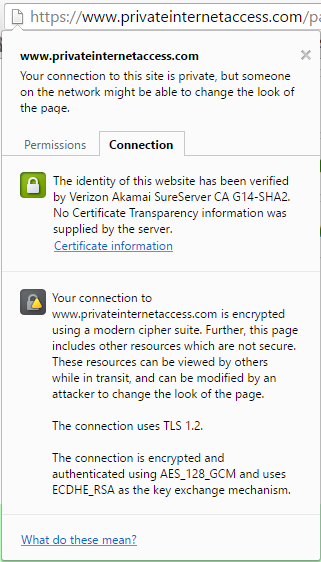 https://www.privateinternetaccess.com/pa
www.privateinternetaccess.com
Your connection to this site is private, but someone
on the network might be able to change the look of
the page.
Permissions
Connection
The identity of this website has been verified
by Verizon Akamai SureServer CA G14-SHA2.
No Certificate Transparency information was
supplied by the server.
Certificate information
Your connection to
www.privateinternetaccess.com is encrypted
using a modern cipher suite. Further, this page
includes other resources which are not secure.
These resources can be viewed by others
while in transit, and can be modified by an
attacker to change the look of the page.
The connection uses TLS 1.2.
The connection is encrypted and
authenticated using AES_128_GCM and uses
ECDHE_RSA as the key exchange mechanism.
What do these mean?